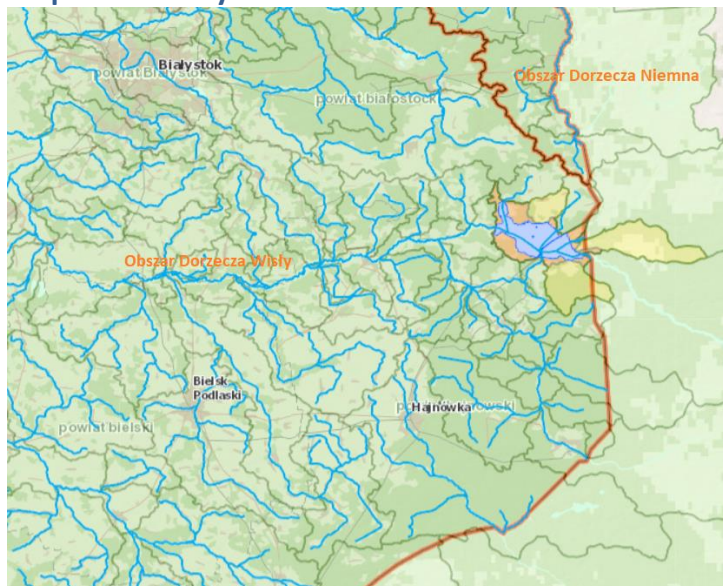 Białystok
powiat Białystok
Obszar Dorzecza Niemna
powiat białostocki
Obszar Dorzecza Wisły
Bielsk
Podlaski
Hajnówka
powiat bielski